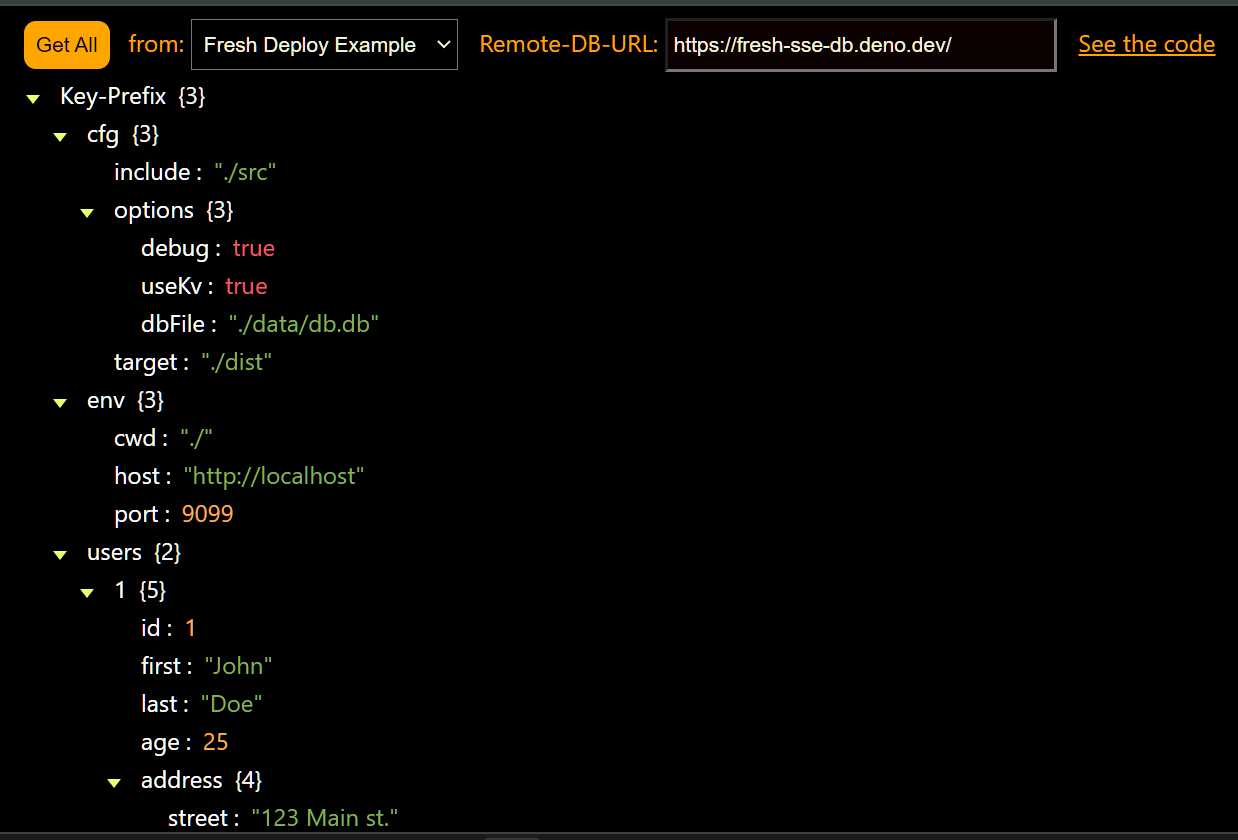 Get All from: Fresh Deploy Example Remote-DB-URL: https://fresh-sse-db.deno.dev/ See the code
Key-Prefix {3}
cfg {3}
include : "./src"
options {3}
debug : true
useKv : true
dbFile : "./data/db.db"
target : "./dist"
env {3}
cwd : "./"
host : "http://localhost"
port : 9099
users {2}
1 {5}
id : 1
first : "John"
last : "Doe"
age : 25
address {4}
street : "123 Main st."